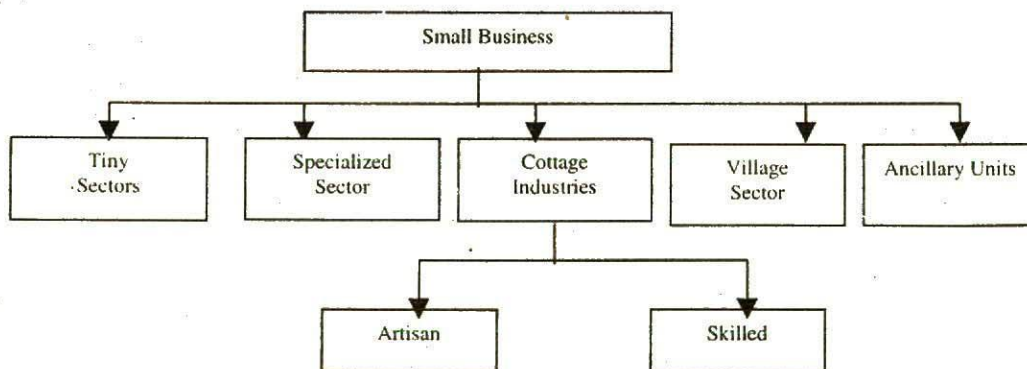 Small Business
Tiny
Sectors
Specialized
Sector
Cottage
Industries
Village
Sector
Ancillary Units
Artisan
Skilled